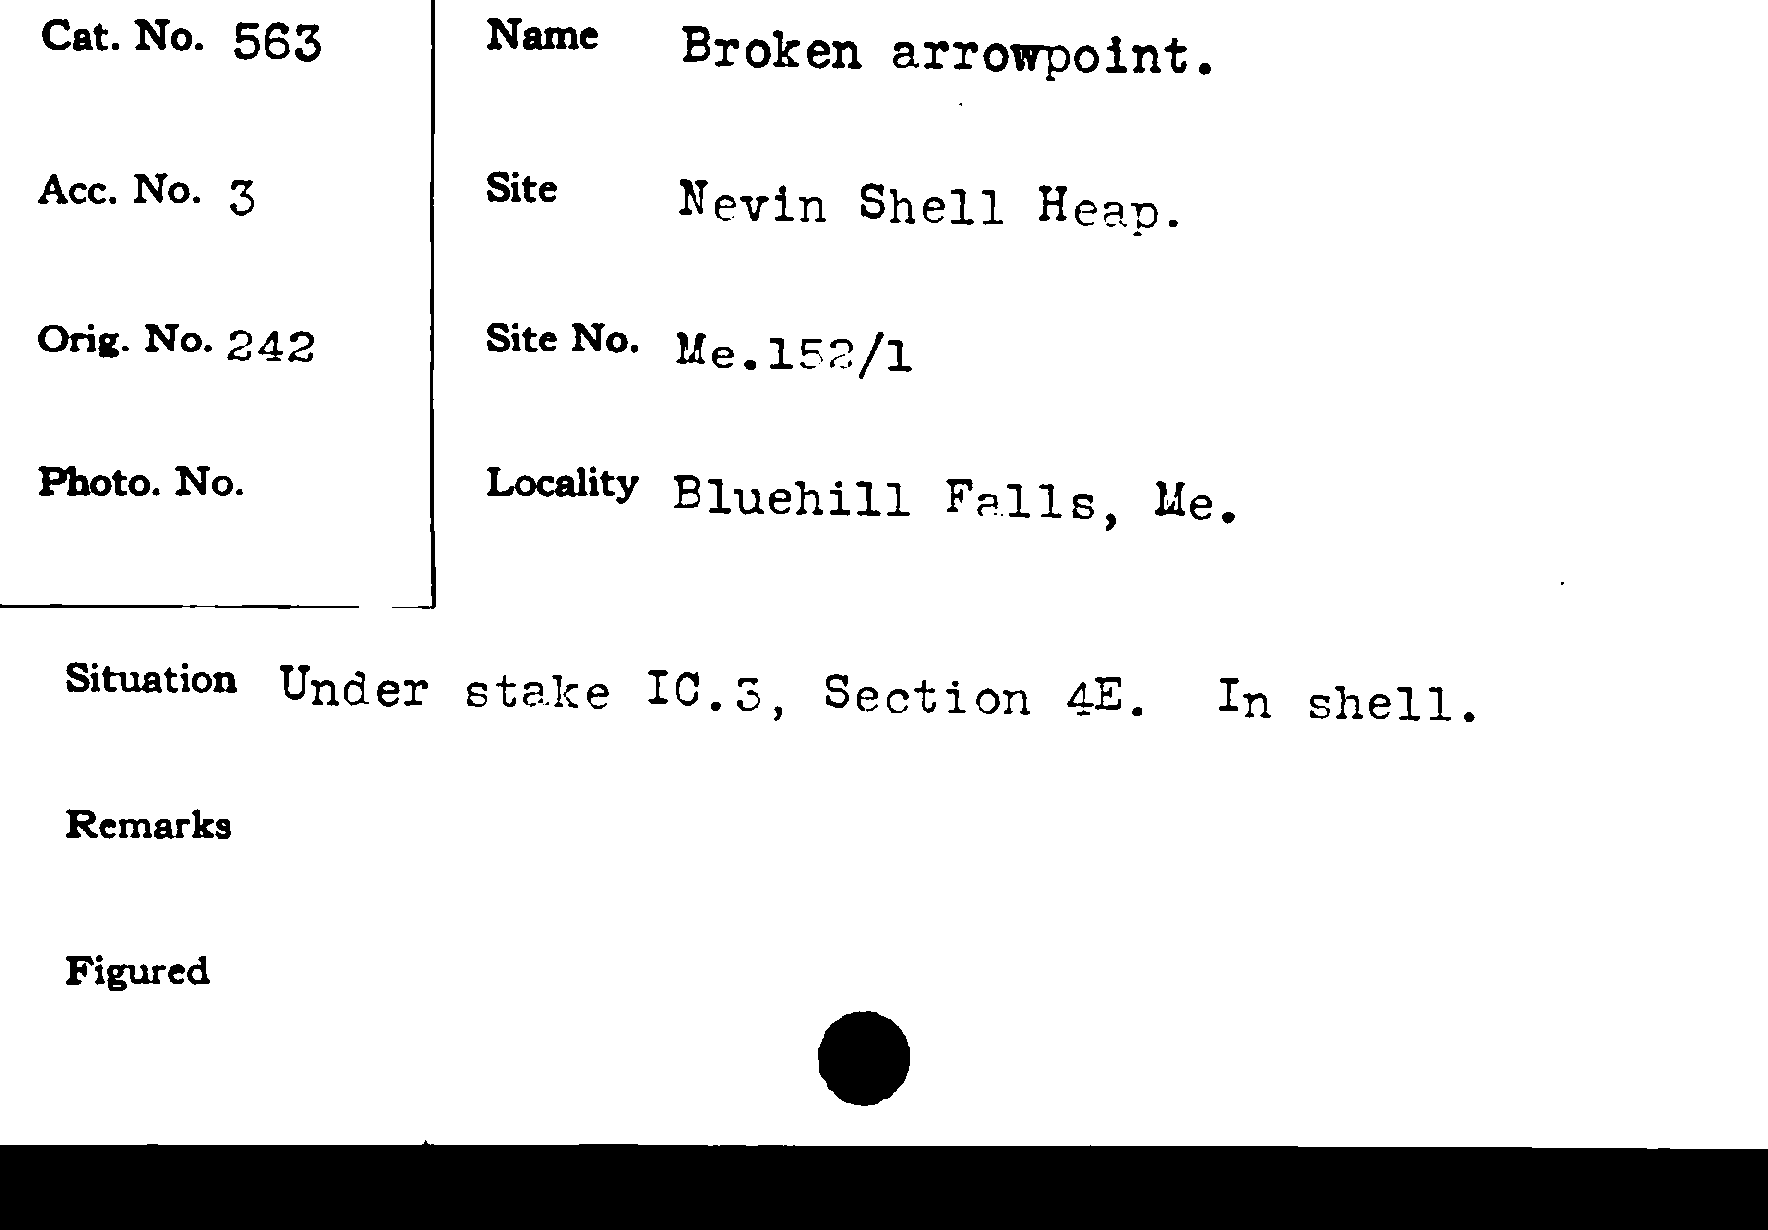 Cat. No. 563
Name Broken arrowpoint.
Acc. No. 3
Site Nevin Shell Heap.
Orig. No. 242
Site No. Me.152/1
Photo. No.
Locality Bluehill Falls, Me.
Situation Under stake IC.3, Section 4E. In shell.
Remarks
Figured